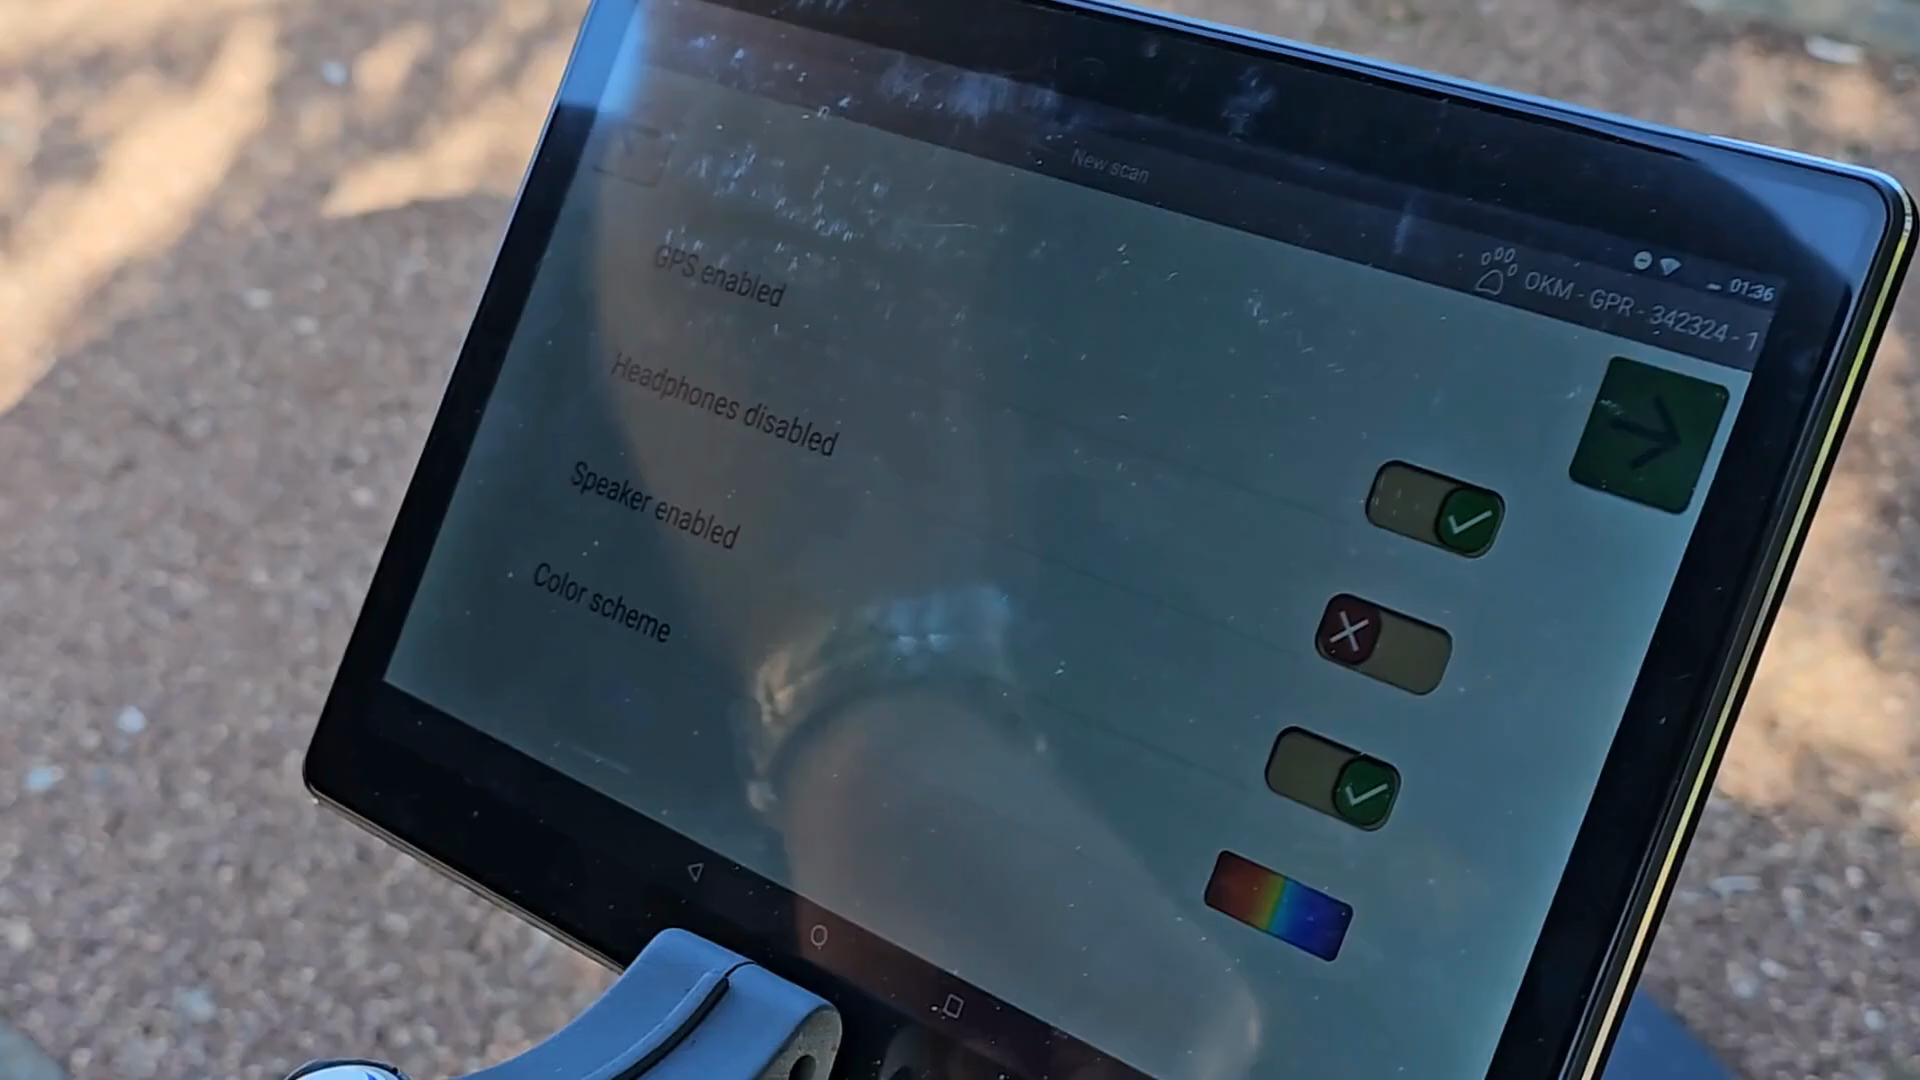 01:36
New scan
OKM - GPR - 342324 - 1
GPS enabled
Headphones disabled
Speaker enabled
Color scheme